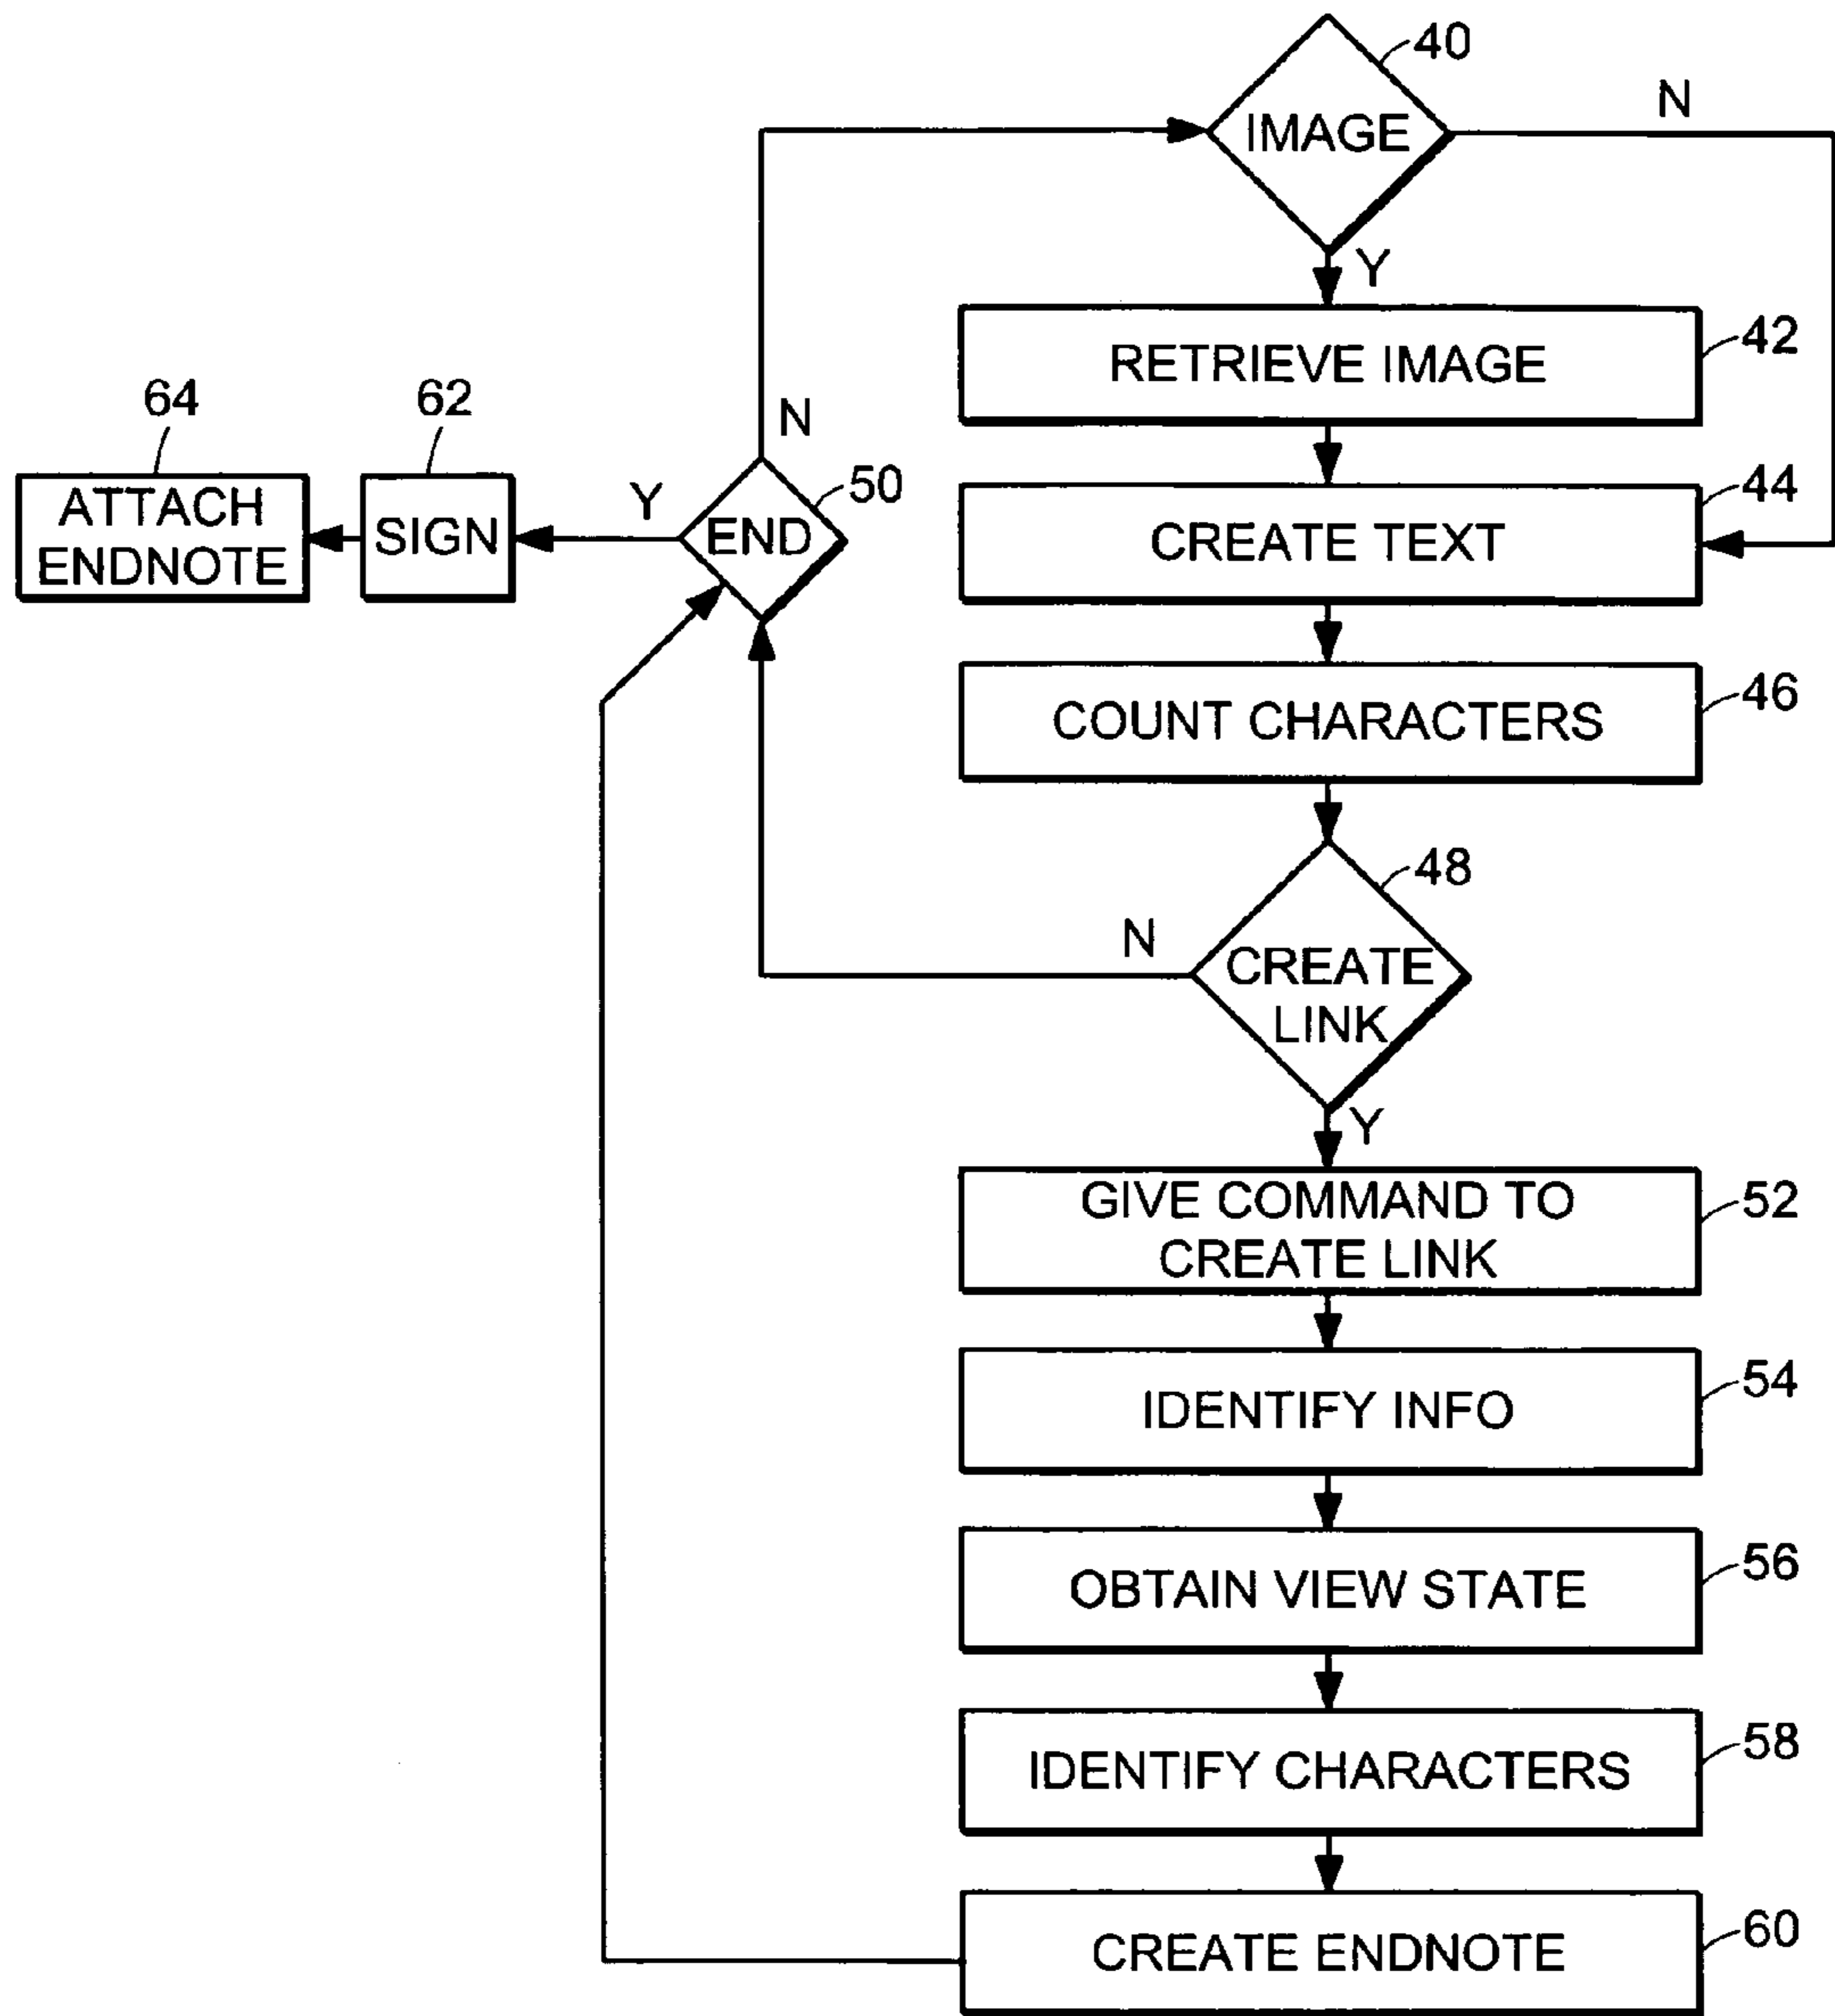 40
IMAGE
N
Y
RETRIEVE IMAGE
42
64
62
N
ATTACH
ENDNOTE
SIGN
Y
END
50
CREATE TEXT
44
COUNT CHARACTERS
46
48
N
CREATE
LINK
Y
GIVE COMMAND TO
CREATE LINK
52
IDENTIFY INFO
54
OBTAIN VIEW STATE
56
IDENTIFY CHARACTERS
58
CREATE ENDNOTE
60